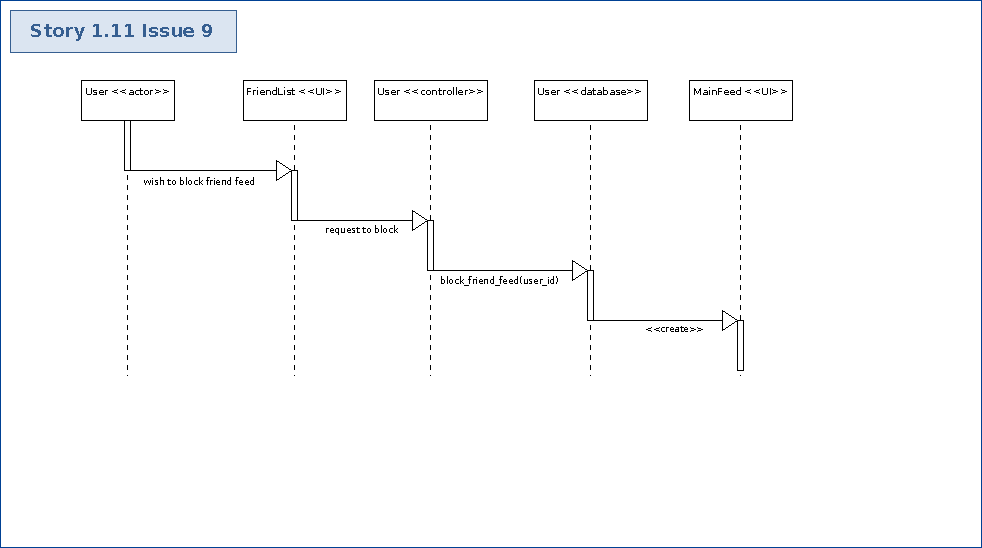 Story 1.11 Issue 9
User <<actor>>
FriendList <<UI>>
User <<controller>>
User <<database>>
MainFeed <<UI>>
wish to block friend feed
request to block
block_friend_feed(user_id)
<<create>>